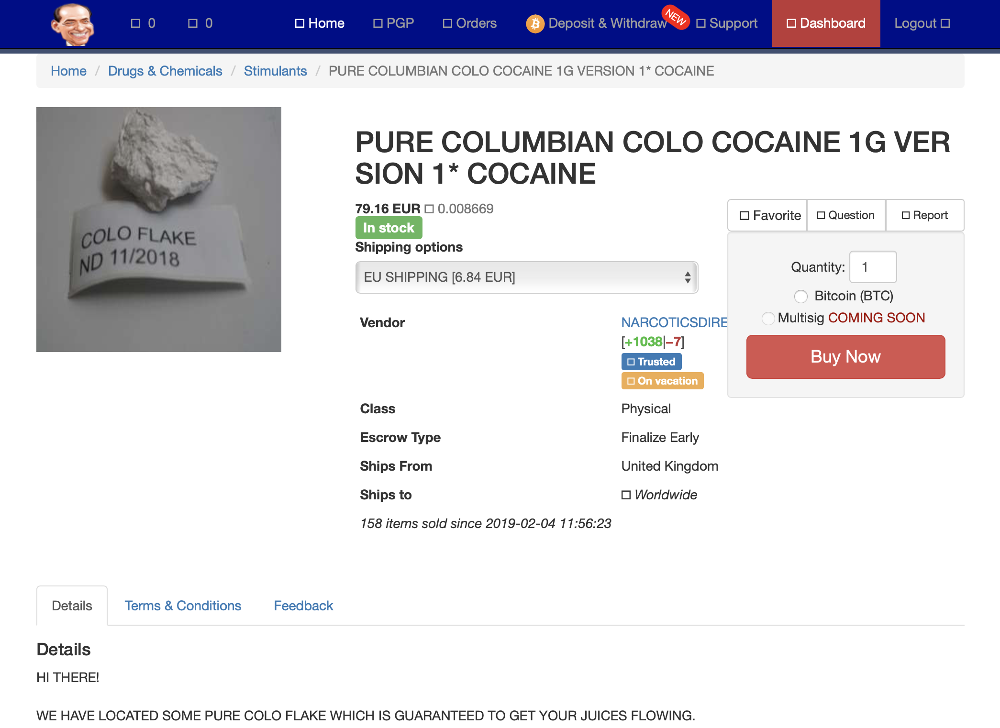 0 0 Home PGP Orders Deposit & Withdraw NEW Support Dashboard Logout
Home / Drugs & Chemicals / Stimulants / PURE COLUMBIAN COLO COCAINE 1G VERSION 1* COCAINE
COLO FLAKE
ND 11/2018
PURE COLUMBIAN COLO COCAINE 1G VER
SION 1* COCAINE
79.16 EUR 0.008669
In stock
Shipping options
EU SHIPPING [6.84 EUR]
Favorite Question Report
Quantity: 1
Bitcoin (BTC)
Multisig COMING SOON
Buy Now
Vendor NARCOTICSDIRE
[+1038|−7]
Trusted
On vacation
Class Physical
Escrow Type Finalize Early
Ships From United Kingdom
Ships to Worldwide
158 items sold since 2019-02-04 11:56:23
Details Terms & Conditions Feedback
Details
HI THERE!
WE HAVE LOCATED SOME PURE COLO FLAKE WHICH IS GUARANTEED TO GET YOUR JUICES FLOWING.